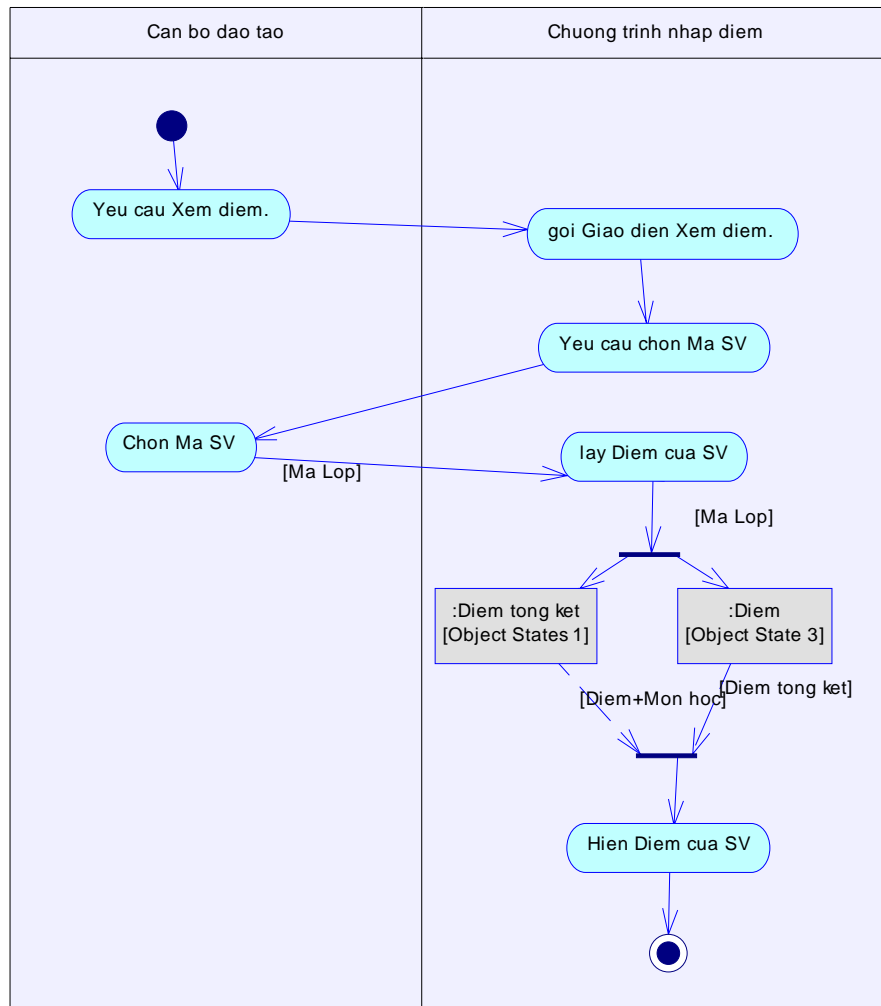 Can bo dao tao
Chuong trinh nhap diem
Yeu cau Xem diem.
goi Giao dien Xem diem.
Yeu cau chon Ma SV
Chon Ma SV
lay Diem cua SV
[Ma Lop]
[Ma Lop]
:Diem tong ket
[Object States 1]
:Diem
[Object State 3]
[Diem+Mon hoc]
[Diem tong ket]
Hien Diem cua SV